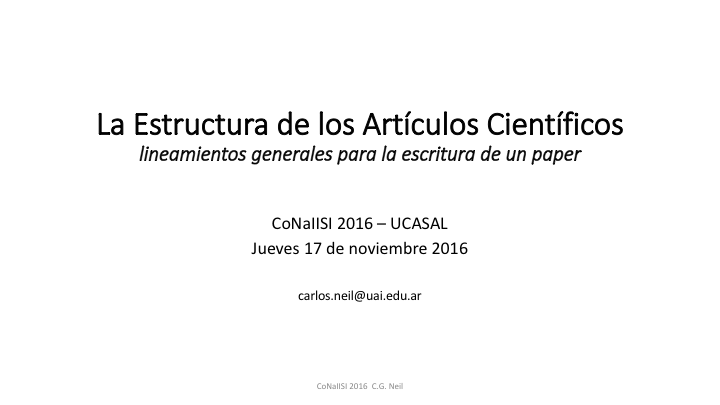 La Estructura de los Artículos Científicos
lineamientos generales para la escritura de un paper
CoNaIISI 2016 – UCASAL
Jueves 17 de noviembre 2016
carlos.neil@uai.edu.ar
CoNaIISI 2016 C.G. Neil